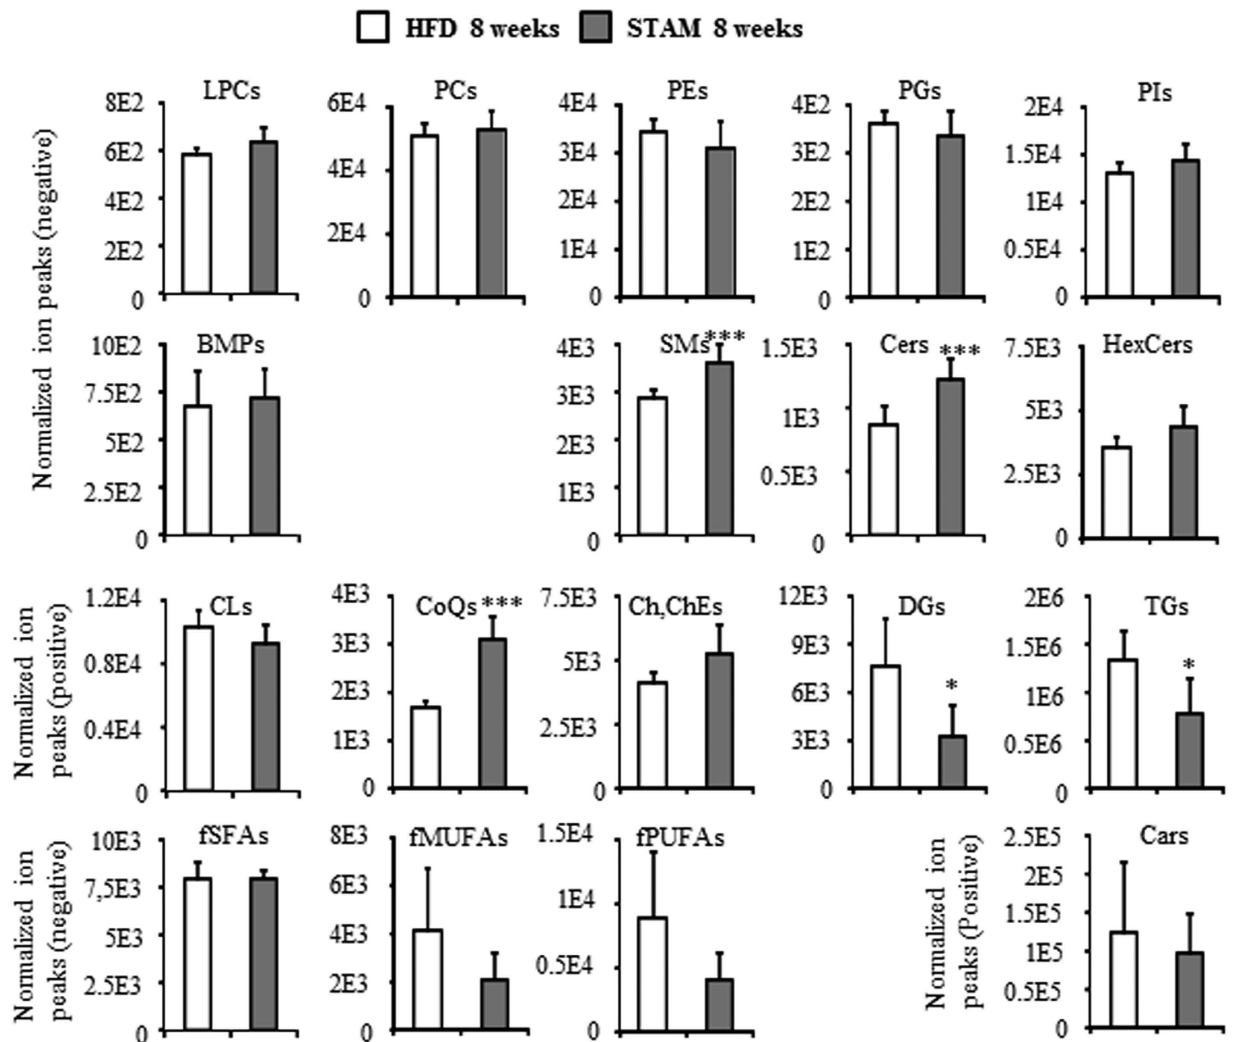 HFD 8 weeks STAM 8 weeks
Normalized ion peaks (negative)
LPCs
8E2
6E2
4E2
2E2
0
PCs
6E4
4E4
2E4
0
PEs
4E4
3E4
2E4
1E4
0
PGs
4E2
3E2
2E2
1E2
0
PIs
2E4
1.5E4
1E4
0.5E4
0
BMPs
10E2
7.5E2
5E2
2.5E2
0
SMs***
4E3
3E3
2E3
1E3
0
Cers ***
1.5E3
1E3
0.5E3
0
HexCers
7.5E3
5E3
2.5E3
0
Normalized ion
peaks (positive)
CLs
1.2E4
0.8E4
0.4E4
0
CoQs ***
4E3
3E3
2E3
1E3
0
Ch,ChEs
7.5E3
5E3
2.5E3
0
DGs
*
12E3
9E3
6E3
3E3
0
TGs
*
2E6
1.5E6
1E6
0.5E6
0
Normalized ion
peaks (negative)
fSFAs
10E3
7,5E3
5E3
2.5E3
0
fMUFAs
8E3
6E3
4E3
2E3
0
fPUFAs
1.5E4
1E4
0.5E4
0
Normalized ion
peaks (Positive)
Cars
2.5E5
2E5
1.5E5
1E5
0.5E5
0